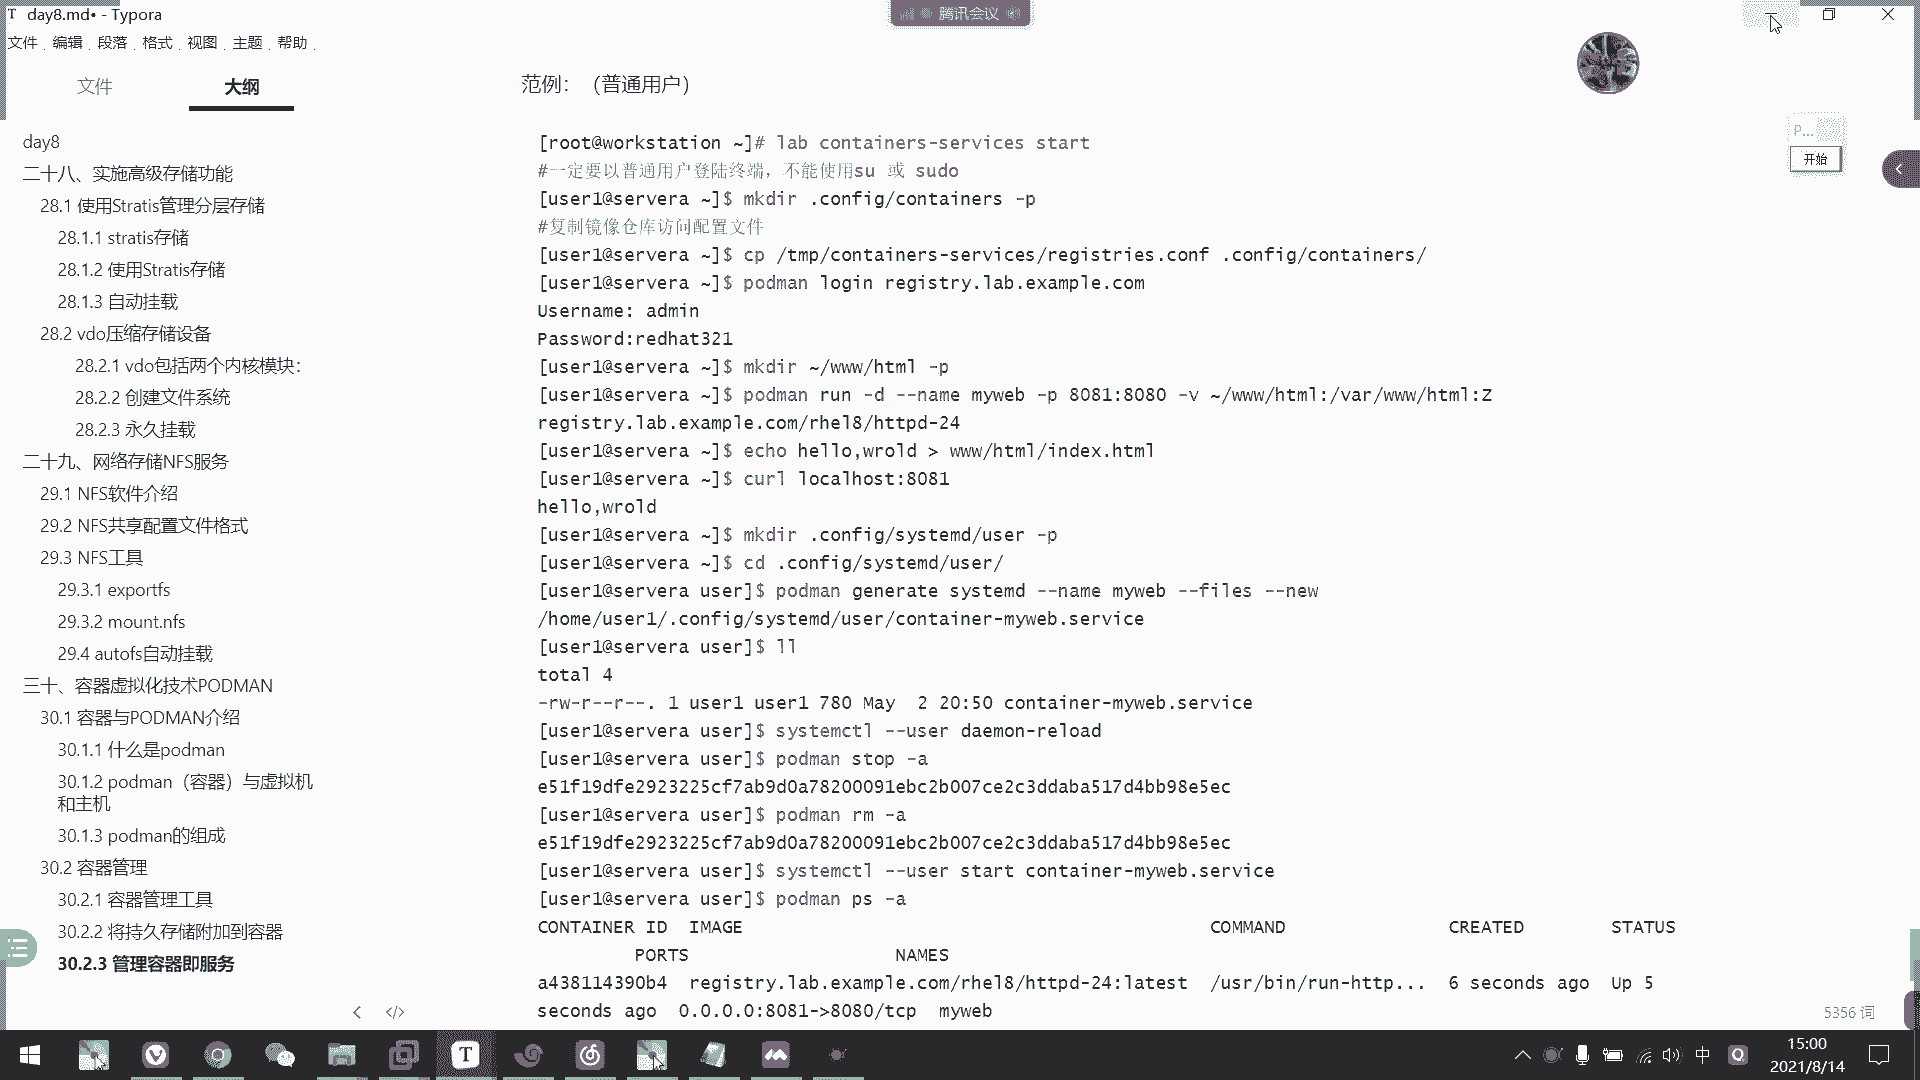 day8.md• - Typora
腾讯会议
文件 编辑 段落 格式 视图 主题 帮助
文件
大纲
day8
二十八、实施高级存储功能
28.1 使用Stratis管理分层存储
28.1.1 stratis存储
28.1.2 使用Stratis存储
28.1.3 自动挂载
28.2 vdo压缩存储设备
28.2.1 vdo包括两个内核模块：
28.2.2 创建文件系统
28.2.3 永久挂载
二十九、网络存储NFS服务
29.1 NFS软件介绍
29.2 NFS共享配置文件格式
29.3 NFS工具
29.3.1 exportfs
29.3.2 mount.nfs
29.4 autofs自动挂载
三十、容器虚拟化技术PODMAN
30.1 容器与PODMAN介绍
30.1.1 什么是podman
30.1.2 podman（容器）与虚拟机
和主机
30.1.3 podman的组成
30.2 容器管理
30.2.1 容器管理工具
30.2.2 将持久存储附加到容器
30.2.3 管理容器即服务
范例：（普通用户）
[root@workstation ~]# lab containers-services start
#一定要以普通用户登陆终端，不能使用su 或 sudo
[user1@servera ~]$ mkdir .config/containers -p
#复制镜像仓库访问配置文件
[user1@servera ~]$ cp /tmp/containers-services/registries.conf .config/containers/
[user1@servera ~]$ podman login registry.lab.example.com
Username: admin
Password:redhat321
[user1@servera ~]$ mkdir ~/www/html -p
[user1@servera ~]$ podman run -d --name myweb -p 8081:8080 -v ~/www/html:/var/www/html:Z
registry.lab.example.com/rhel8/httpd-24
[user1@servera ~]$ echo hello,wrold > www/html/index.html
[user1@servera ~]$ curl localhost:8081
hello,wrold
[user1@servera ~]$ mkdir .config/systemd/user -p
[user1@servera ~]$ cd .config/systemd/user/
[user1@servera user]$ podman generate systemd --name myweb --files --new
/home/user1/.config/systemd/user/container-myweb.service
[user1@servera user]$ ll
total 4
-rw-r--r--. 1 user1 user1 780 May  2 20:50 container-myweb.service
[user1@servera user]$ systemctl --user daemon-reload
[user1@servera user]$ podman stop -a
e51f19dfe2923225cf7ab9d0a78200091ebc2b007ce2c3ddaba517d4bb98e5ec
[user1@servera user]$ podman rm -a
e51f19dfe2923225cf7ab9d0a78200091ebc2b007ce2c3ddaba517d4bb98e5ec
[user1@servera user]$ systemctl --user start container-myweb.service
[user1@servera user]$ podman ps -a
CONTAINER ID  IMAGE  COMMAND  CREATED  STATUS
PORTS  NAMES
a438114390b4  registry.lab.example.com/rhel8/httpd-24:latest  /usr/bin/run-http...  6 seconds ago  Up 5
seconds ago  0.0.0.0:8081->8080/tcp  myweb
P...
开始
5356 词
中
15:00
2021/8/14